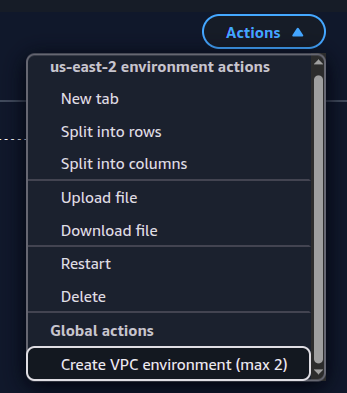 Actions
us-east-2 environment actions
New tab
Split into rows
Split into columns
Upload file
Download file
Restart
Delete
Global actions
Create VPC environment (max 2)